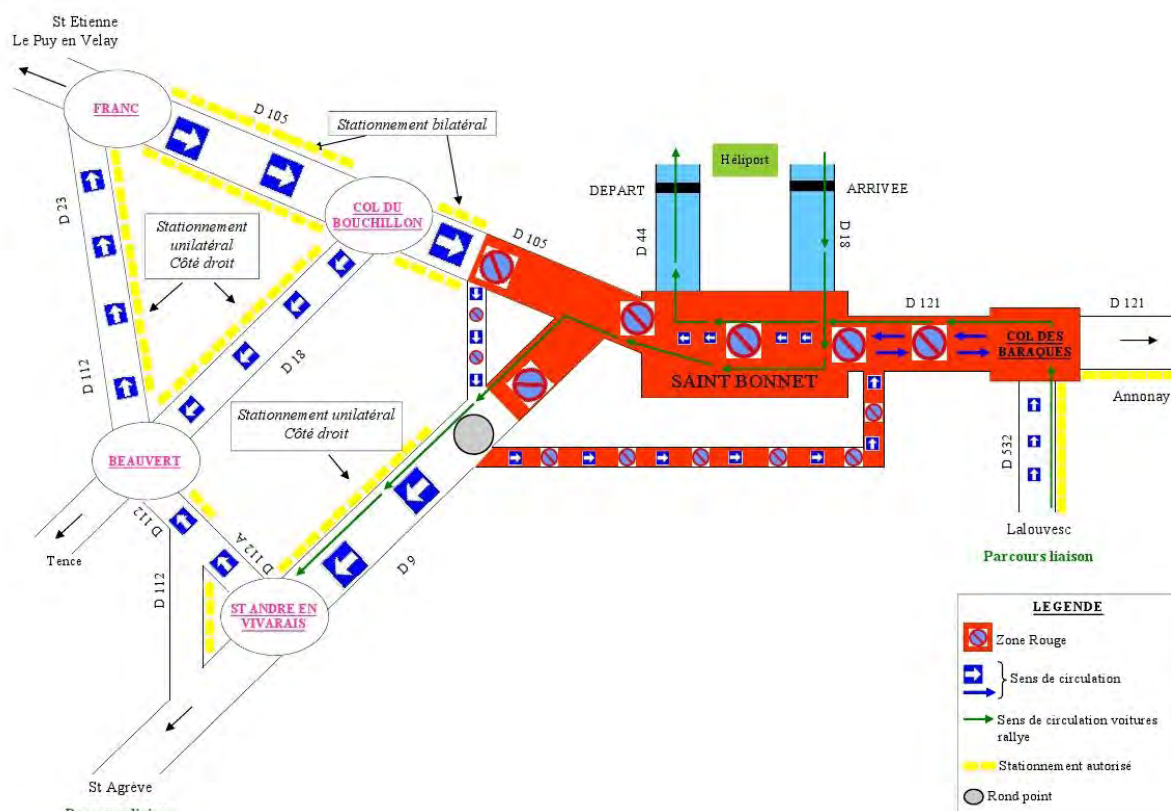 St Etienne
Le Puy en Velay
FRANC
D 105
Stationnement bilatéral
Héliport
DEPART
ARRIVEE
D 23
Stationnement
unilatéral
Côté droit
COL DU
BOUCHILLON
D 105
D 44
D 18
D 121
D 121
COL DES
BARAQUES
Annonay
SAINT BONNET
D 112
D 18
Stationnement unilatéral
Côté droit
BEAUVERT
D 532
Tence
D 112
D 112 A
D 9
D 112
Lalouvesc
Parcours liaison
ST ANDRE EN
VIVARAIS
LEGENDE
Zone Rouge
Sens de circulation
Sens de circulation voitures
rallye
Stationnement autorisé
Rond point
St Agrève